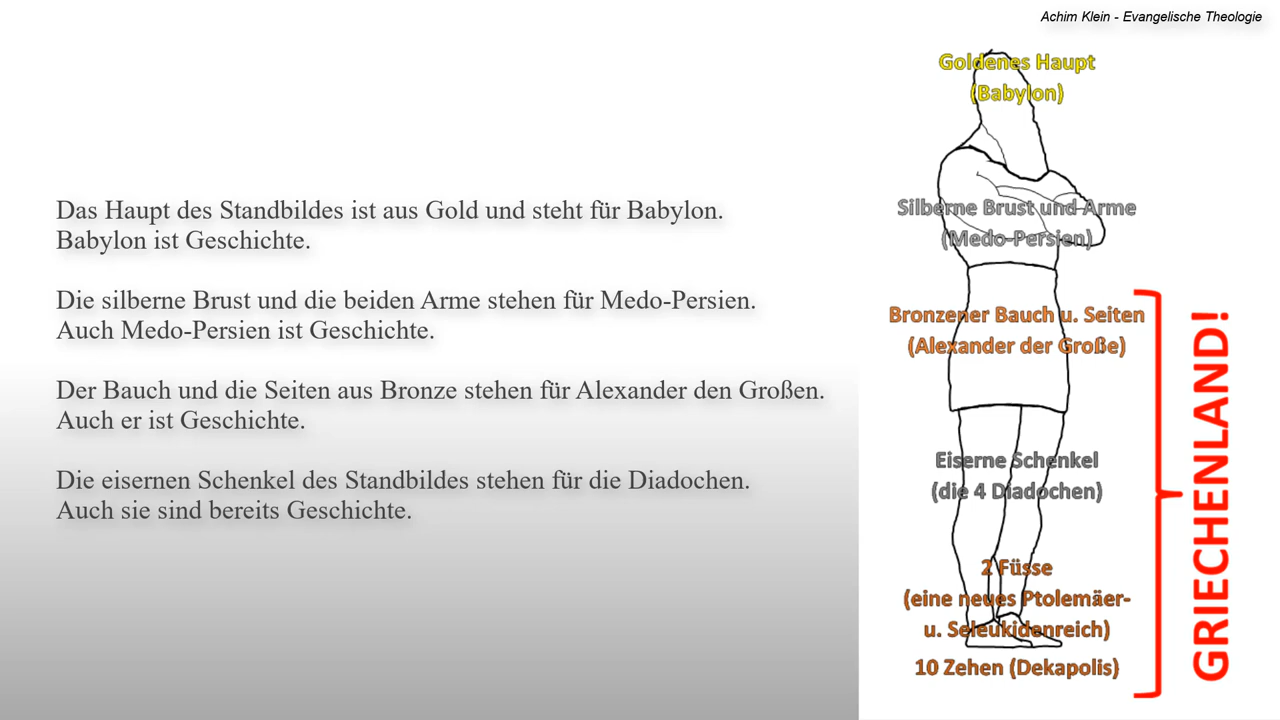 Achim Klein - Evangelische Theologie
Das Haupt des Standbildes ist aus Gold und steht für Babylon.
Babylon ist Geschichte.
Die silberne Brust und die beiden Arme stehen für Medo-Persien.
Auch Medo-Persien ist Geschichte.
Der Bauch und die Seiten aus Bronze stehen für Alexander den Großen.
Auch er ist Geschichte.
Die eisernen Schenkel des Standbildes stehen für die Diadochen.
Auch sie sind bereits Geschichte.
Goldenes Haupt
(Babylon)
Silberne Brust und Arme
(Medo-Persien)
Bronzener Bauch u. Seiten
(Alexander der Große)
Eiserne Schenkel
(die 4 Diadochen)
2 Füsse
(eine neues Ptolemäer-
u. Seleukidenreich)
10 Zehen (Dekapolis)
GRIECHENLAND!